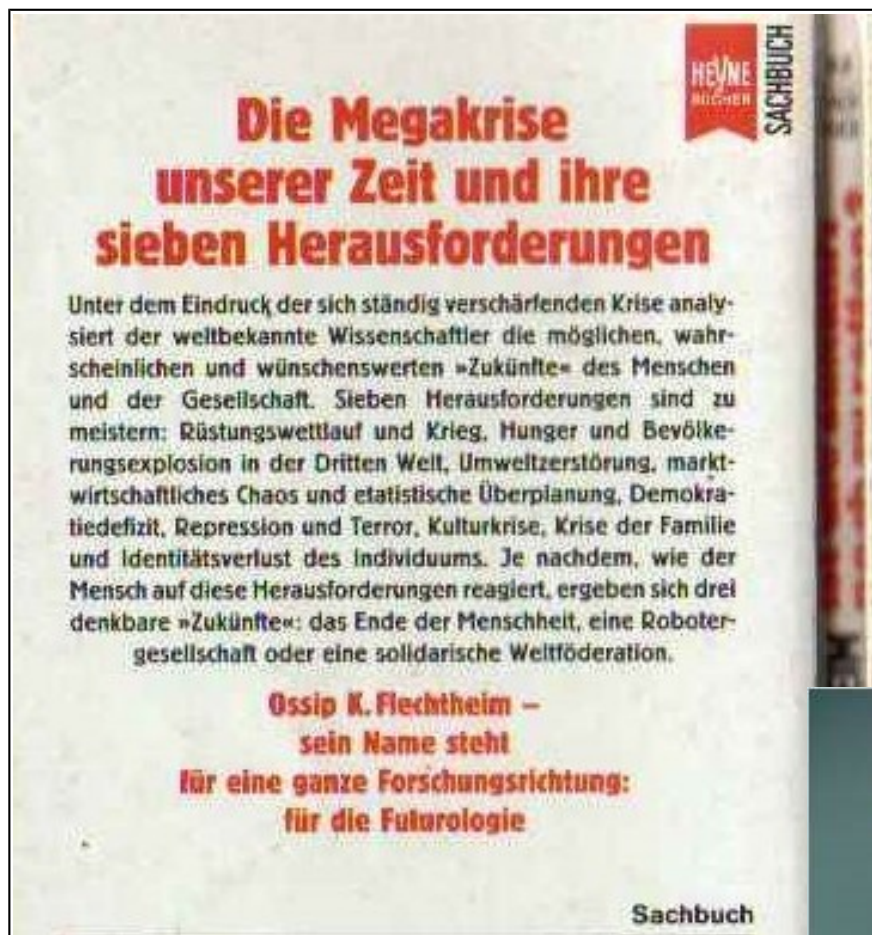 HEYNE
BÜCHER
SACHBUCH
Die Megakrise
unserer Zeit und ihre
sieben Herausforderungen
Unter dem Eindruck der sich ständig verschärfenden Krise analy-
siert der weltbekannte Wissenschaftler die möglichen, wahr-
scheinlichen und wünschenswerten »Zukünfte« des Menschen
und der Gesellschaft. Sieben Herausforderungen sind zu
meistern: Rüstungswettlauf und Krieg, Hunger und Bevölke-
rungsexplosion in der Dritten Welt, Umweltzerstörung, markt-
wirtschaftliches Chaos und etatistische Überplanung, Demokra-
tiedefizit, Repression und Terror, Kulturkrise, Krise der Familie
und Identitätsverlust des Individuums. Je nachdem, wie der
Mensch auf diese Herausforderungen reagiert, ergeben sich drei
denkbare »Zukünfte«: das Ende der Menschheit, eine Roboter-
gesellschaft oder eine solidarische Weltföderation.
Ossip K. Flechtheim –
sein Name steht
für eine ganze Forschungsrichtung:
für die Futurologie
Sachbuch